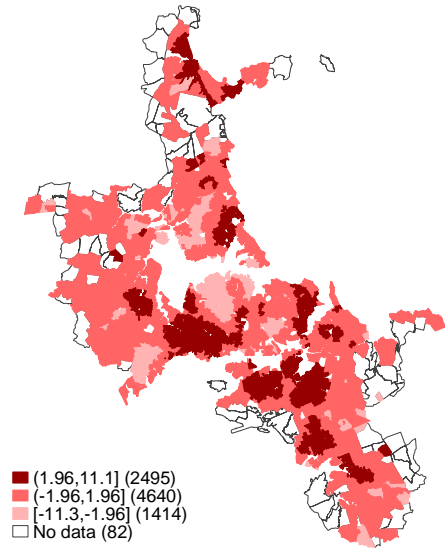 (1.96,11.1] (2495)
(-1.96,1.96] (4640)
[-11.3,-1.96] (1414)
No data (82)